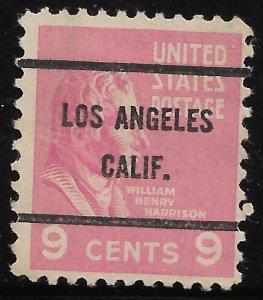 UNITED
STATES
POSTAGE
LOS ANGELES
CALIF.
WILLIAM
HENRY
HARRISON
9 CENTS 9